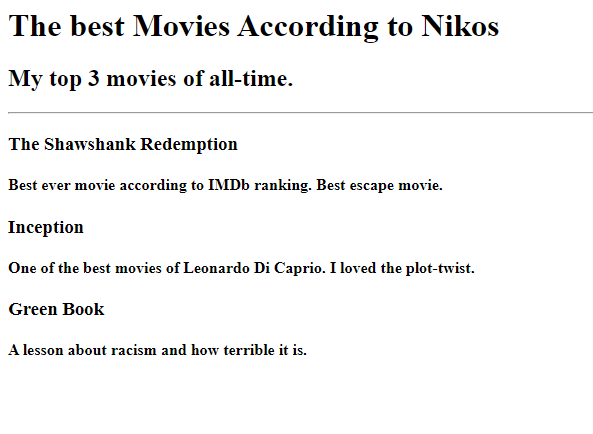 The best Movies According to Nikos
My top 3 movies of all-time.
The Shawshank Redemption
Best ever movie according to IMDb ranking. Best escape movie.
Inception
One of the best movies of Leonardo Di Caprio. I loved the plot-twist.
Green Book
A lesson about racism and how terrible it is.